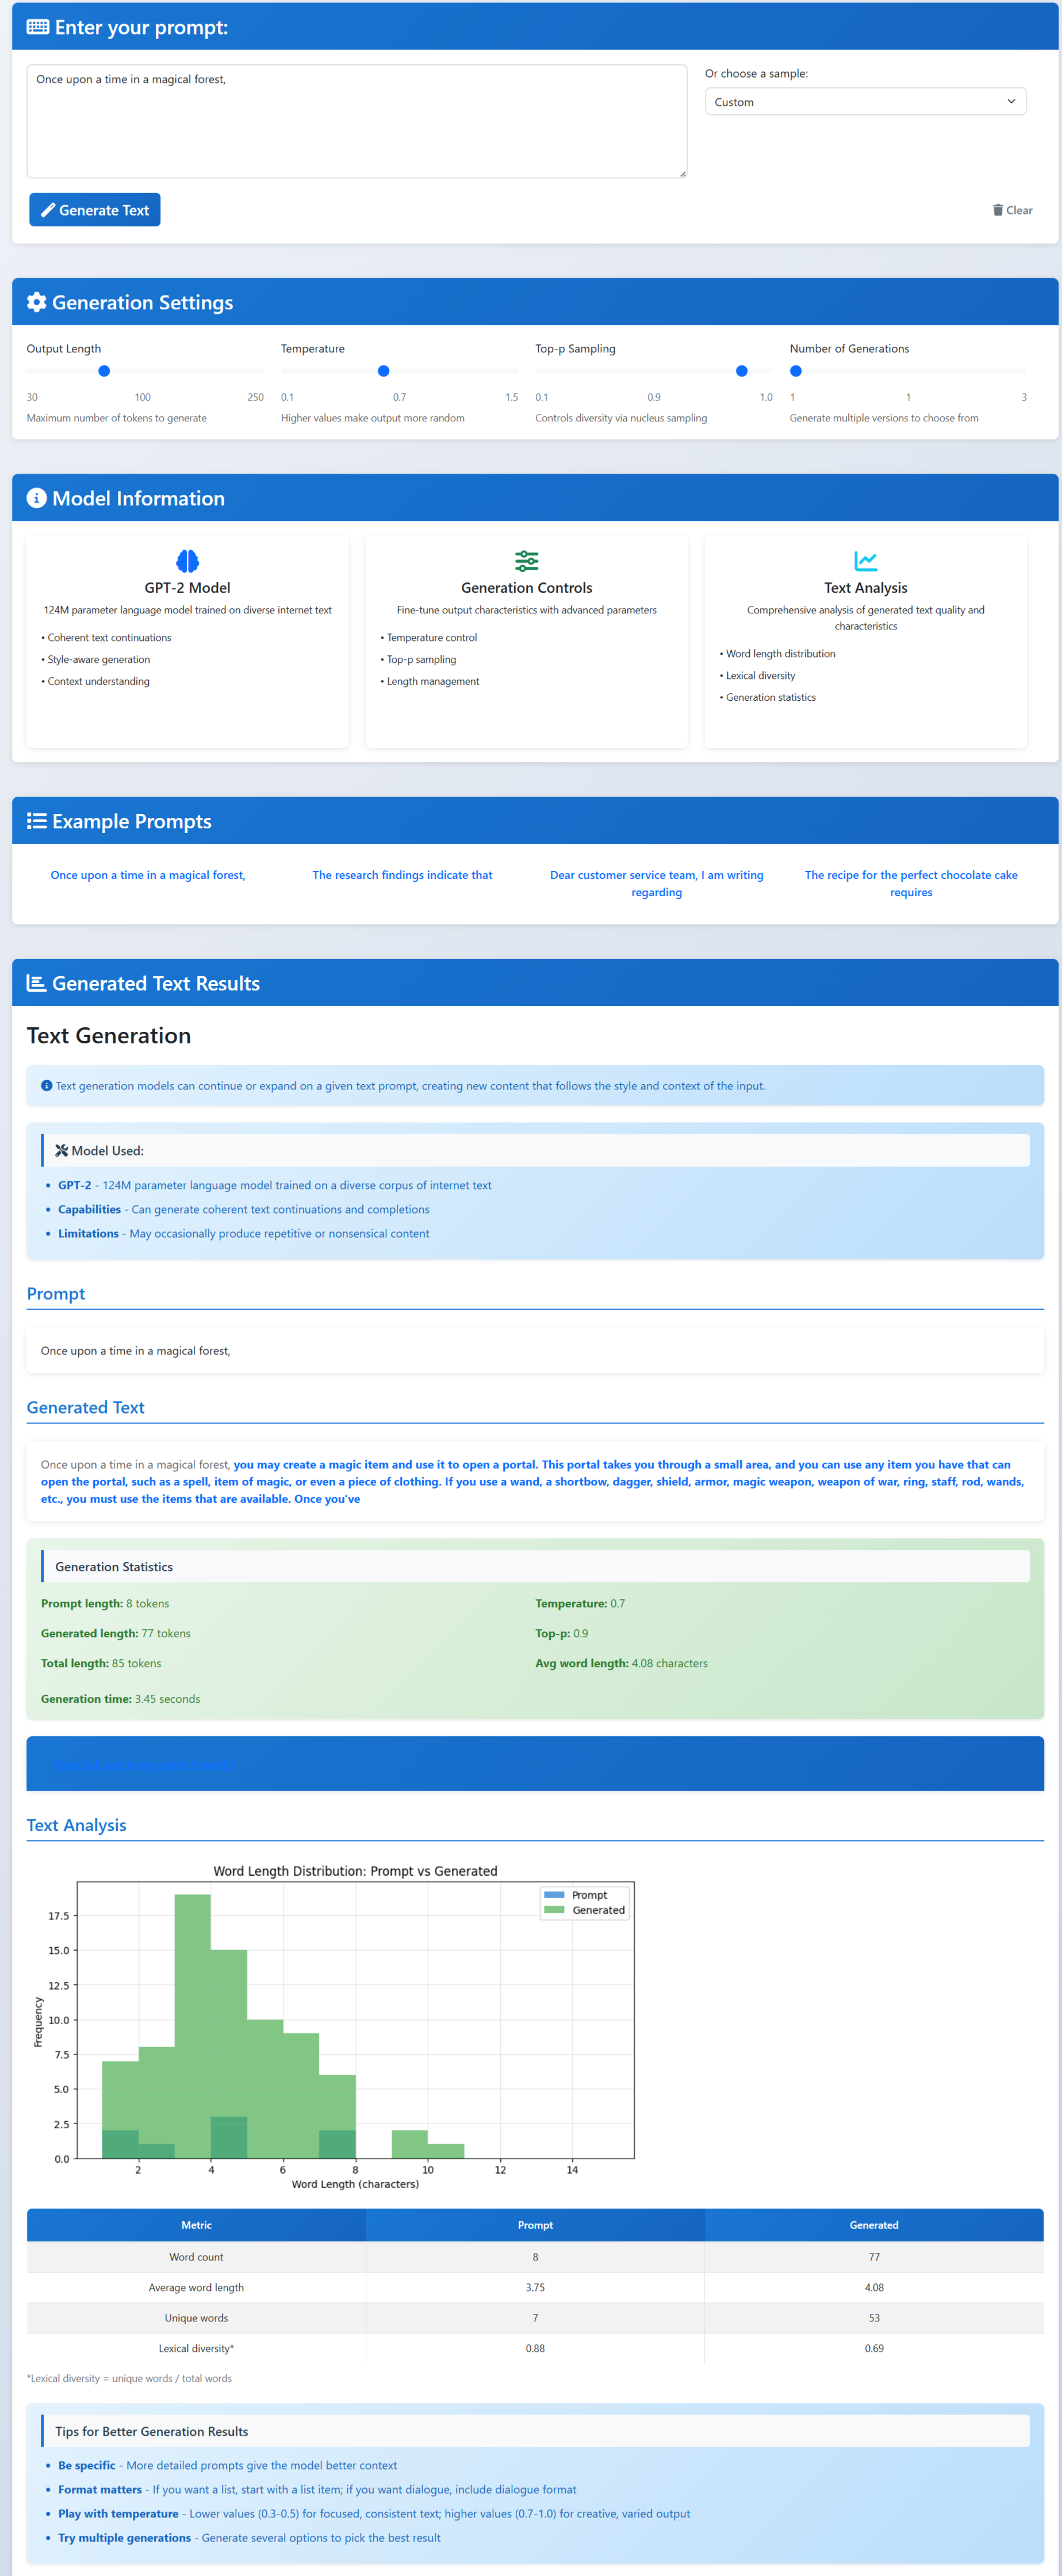 Enter your prompt:
Once upon a time in a magical forest,
Or choose a sample:
Custom
Generate Text
Clear
Generation Settings
Output Length
30 100 250
Maximum number of tokens to generate
Temperature
0.1 0.7 1.5
Higher values make output more random
Top-p Sampling
0.1 0.9 1.0
Controls diversity via nucleus sampling
Number of Generations
1 1 3
Generate multiple versions to choose from
Model Information
GPT-2 Model
124M parameter language model trained on diverse internet text
• Coherent text continuations
• Style-aware generation
• Context understanding
Generation Controls
Fine-tune output characteristics with advanced parameters
• Temperature control
• Top-p sampling
• Length management
Text Analysis
Comprehensive analysis of generated text quality and
characteristics
• Word length distribution
• Lexical diversity
• Generation statistics
Example Prompts
Once upon a time in a magical forest,
The research findings indicate that
Dear customer service team, I am writing
regarding
The recipe for the perfect chocolate cake
requires
Generated Text Results
Text Generation
Text generation models can continue or expand on a given text prompt, creating new content that follows the style and context of the input.
Model Used:
• GPT-2 - 124M parameter language model trained on a diverse corpus of internet text
• Capabilities - Can generate coherent text continuations and completions
• Limitations - May occasionally produce repetitive or nonsensical content
Prompt
Once upon a time in a magical forest,
Generated Text
Once upon a time in a magical forest, you may create a magic item and use it to open a portal. This portal takes you through a small area, and you can use any item you have that can
open the portal, such as a spell, item of magic, or even a piece of clothing. If you use a wand, a shortbow, dagger, shield, armor, magic weapon, weapon of war, ring, staff, rod, wands,
etc., you must use the items that are available. Once you've
Generation Statistics
Prompt length: 8 tokens
Generated length: 77 tokens
Total length: 85 tokens
Generation time: 3.45 seconds
Temperature: 0.7
Top-p: 0.9
Avg word length: 4.08 characters
Text Analysis
Word Length Distribution: Prompt vs Generated
Prompt
Generated
Frequency
17.5
15.0
12.5
10.0
7.5
5.0
2.5
0.0
2 4 6 8 10 12 14
Word Length (characters)
Metric Prompt Generated
Word count 8 77
Average word length 3.75 4.08
Unique words 7 53
Lexical diversity* 0.88 0.69
*Lexical diversity = unique words / total words
Tips for Better Generation Results
• Be specific - More detailed prompts give the model better context
• Format matters - If you want a list, start with a list item; if you want dialogue, include dialogue format
• Play with temperature - Lower values (0.3-0.5) for focused, consistent text; higher values (0.7-1.0) for creative, varied output
• Try multiple generations - Generate several options to pick the best result